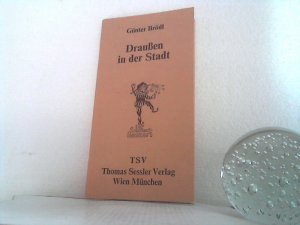 Günter Brödl
Draußen
in der Stadt
TSV
Thomas Sessler Verlag
Wien München